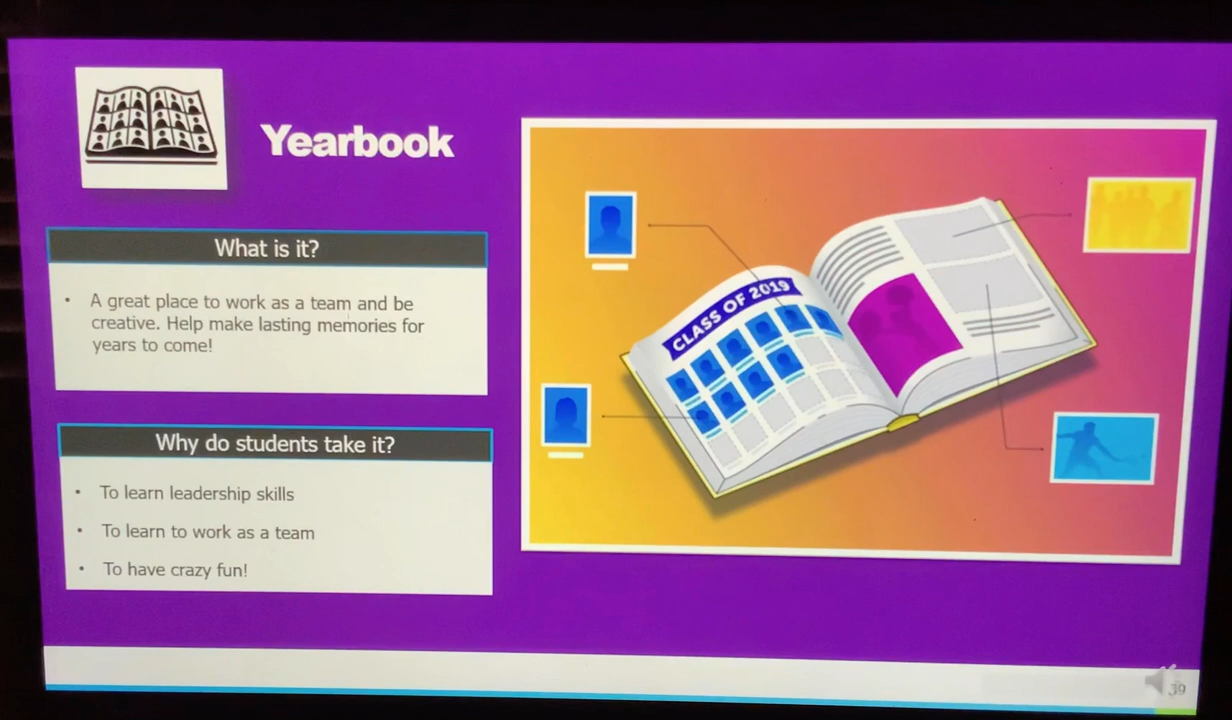 Yearbook
What is it?
• A great place to work as a team and be
creative. Help make lasting memories for
years to come!
Why do students take it?
• To learn leadership skills
• To learn to work as a team
• To have crazy fun!
CLASS OF 2019
39